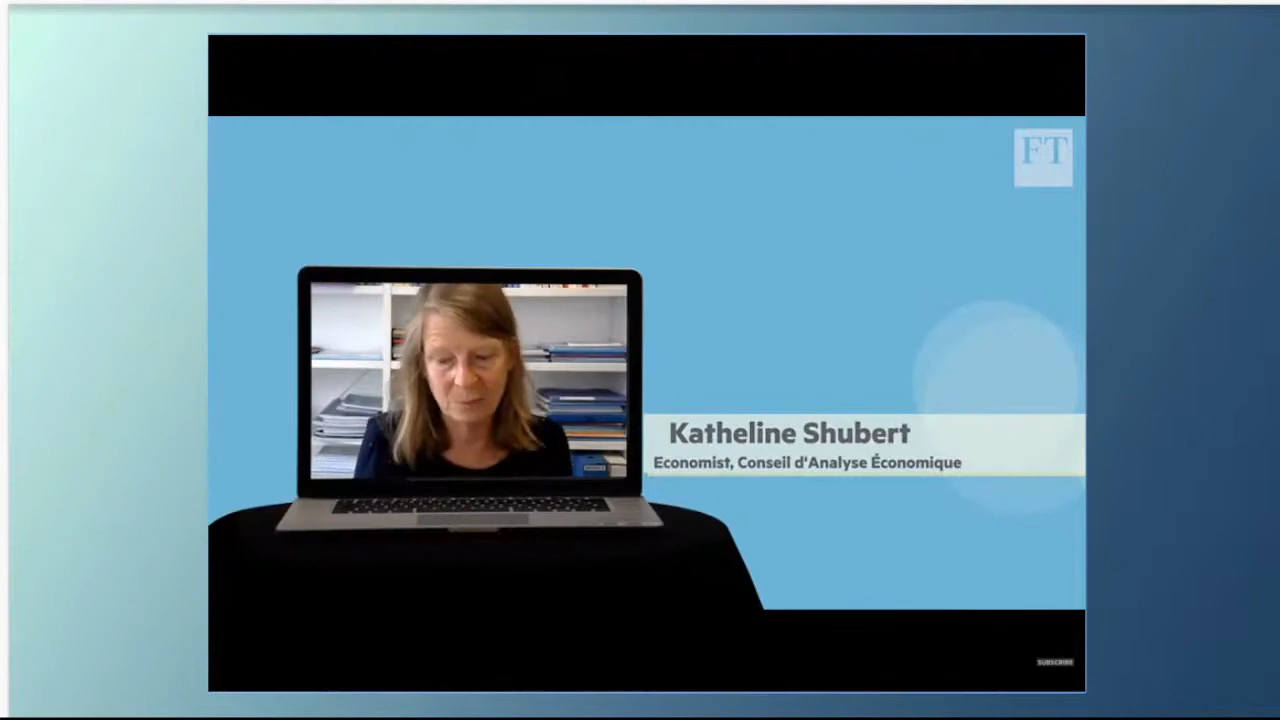 FT
Katheline Shubert
Economist, Conseil d'Analyse Économique
SUBSCRIBE